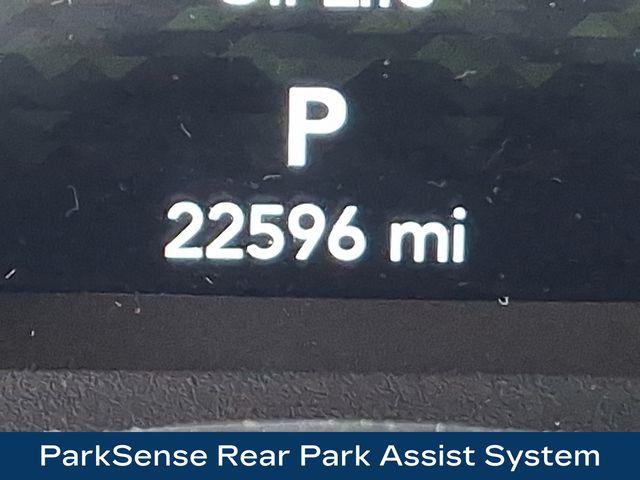 P
22596 mi
ParkSense Rear Park Assist System